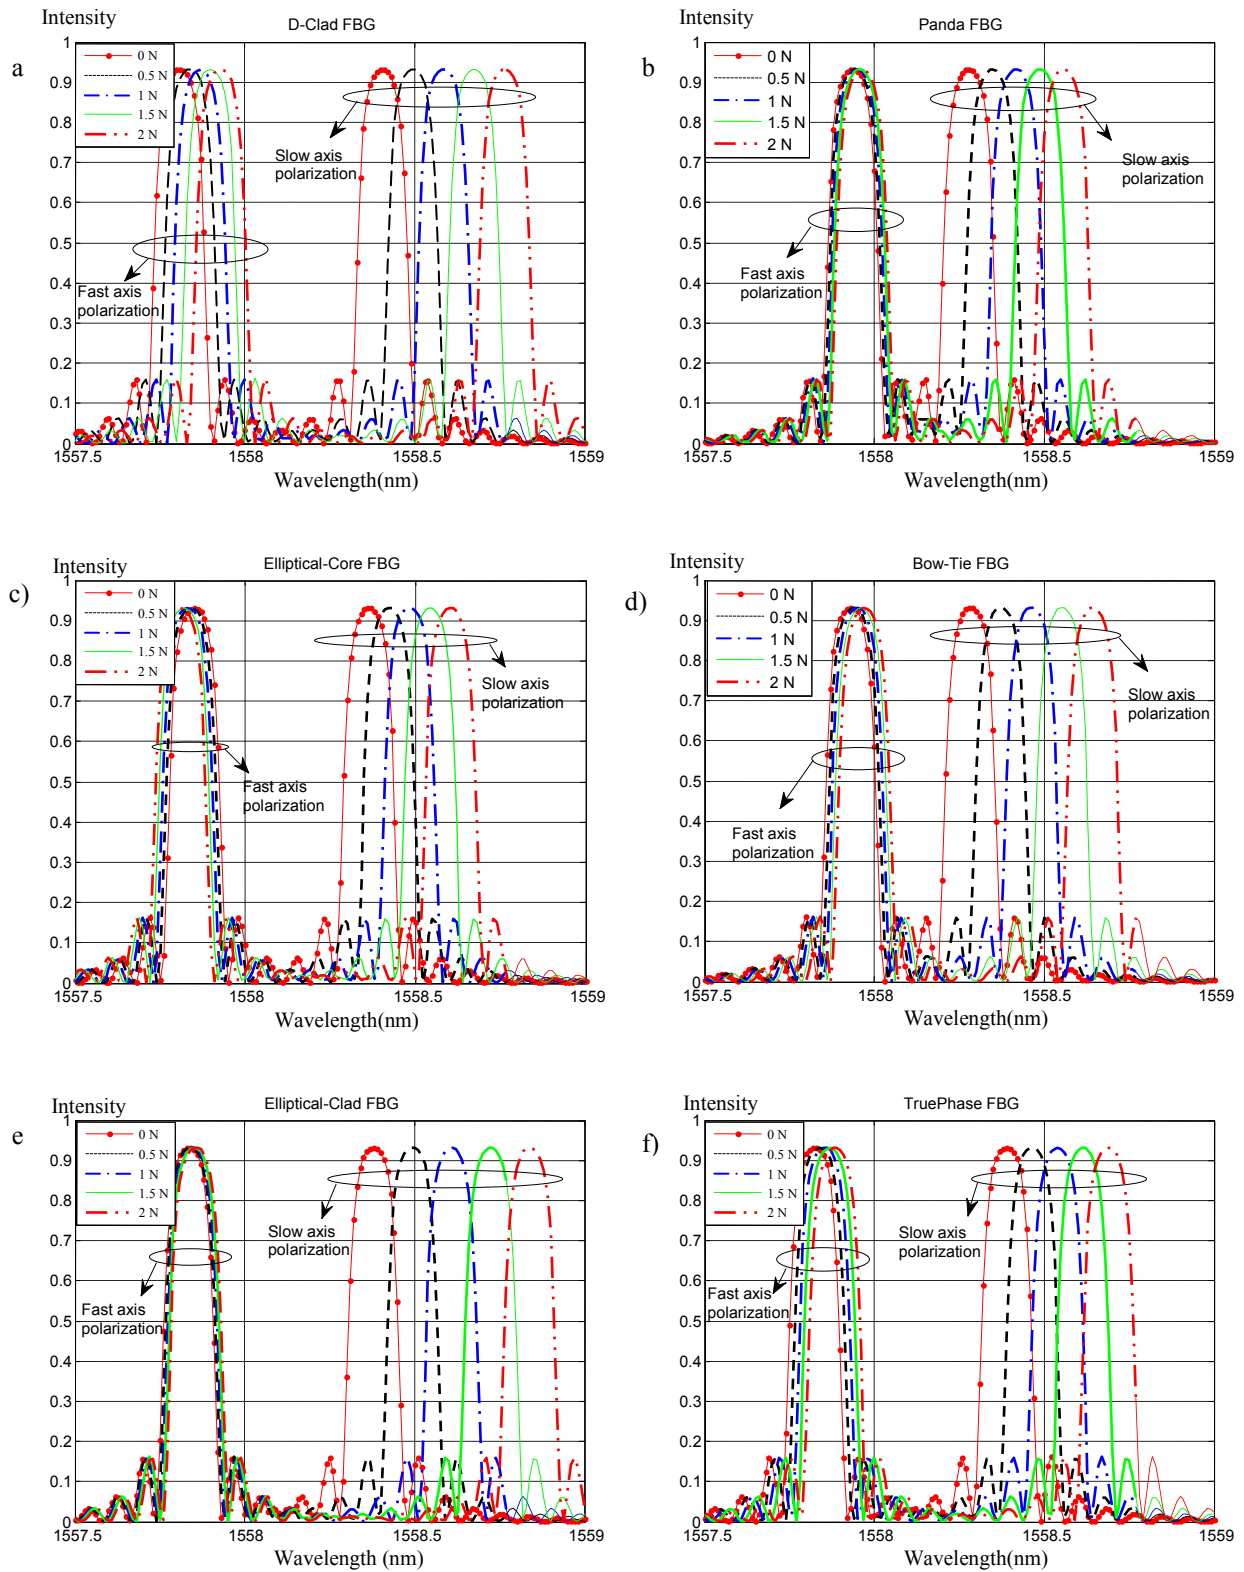 Intensity
D-Clad FBG
a
0 N
0.5 N
1 N
1.5 N
2 N
1
0.9
0.8
0.7
0.6
0.5
0.4
0.3
0.2
0.1
0
Slow axis
polarization
Fast axis
polarization
1557.5
1558
1558.5
1559
Wavelength(nm)
Intensity
Panda FBG
b
0 N
0.5 N
1 N
1.5 N
2 N
1
0.9
0.8
0.7
0.6
0.5
0.4
0.3
0.2
0.1
0
Slow axis
polarization
Fast axis
polarization
1557.5
1558
1558.5
1559
Wavelength(nm)
Intensity
Elliptical-Core FBG
c)
0 N
0.5 N
1 N
1.5 N
2 N
1
0.9
0.8
0.7
0.6
0.5
0.4
0.3
0.2
0.1
0
Slow axis
polarization
Fast axis
polarization
1557.5
1558
1558.5
1559
Wavelength(nm)
Intensity
Bow-Tie FBG
d)
0 N
0.5 N
1 N
1.5 N
2 N
1
0.9
0.8
0.7
0.6
0.5
0.4
0.3
0.2
0.1
0
Slow axis
polarization
Fast axis
polarization
1557.5
1558
1558.5
1559
Wavelength(nm)
Intensity
Elliptical-Clad FBG
e
0 N
0.5 N
1 N
1.5 N
2 N
1
0.9
0.8
0.7
0.6
0.5
0.4
0.3
0.2
0.1
0
Slow axis
polarization
Fast axis
polarization
1557.5
1558
1558.5
1559
Wavelength (nm)
Intensity
TruePhase FBG
f)
0 N
0.5 N
1 N
1.5 N
2 N
1
0.9
0.8
0.7
0.6
0.5
0.4
0.3
0.2
0.1
0
Slow axis
polarization
Fast axis
polarization
1557.5
1558
1558.5
1559
Wavelength(nm)